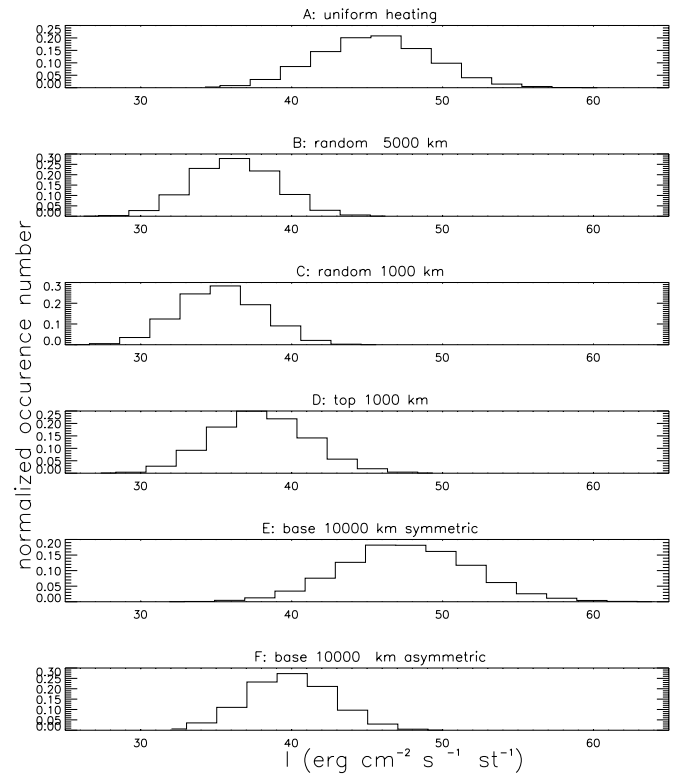 A: uniform heating
0.25
0.20
0.15
0.10
0.05
0.00
30 40 50 60
B: random 5000 km
0.30
0.25
0.20
0.15
0.10
0.05
0.00
30 40 50 60
C: random 1000 km
0.3
0.2
0.1
0.0
30 40 50 60
D: top 1000 km
0.25
0.20
0.15
0.10
0.05
0.00
30 40 50 60
E: base 10000 km symmetric
0.20
0.15
0.10
0.05
0.00
30 40 50 60
F: base 10000 km asymmetric
0.30
0.25
0.20
0.15
0.10
0.05
0.00
30 40 50 60
normalized occurence number
I (erg cm⁻² s⁻¹ st⁻¹)